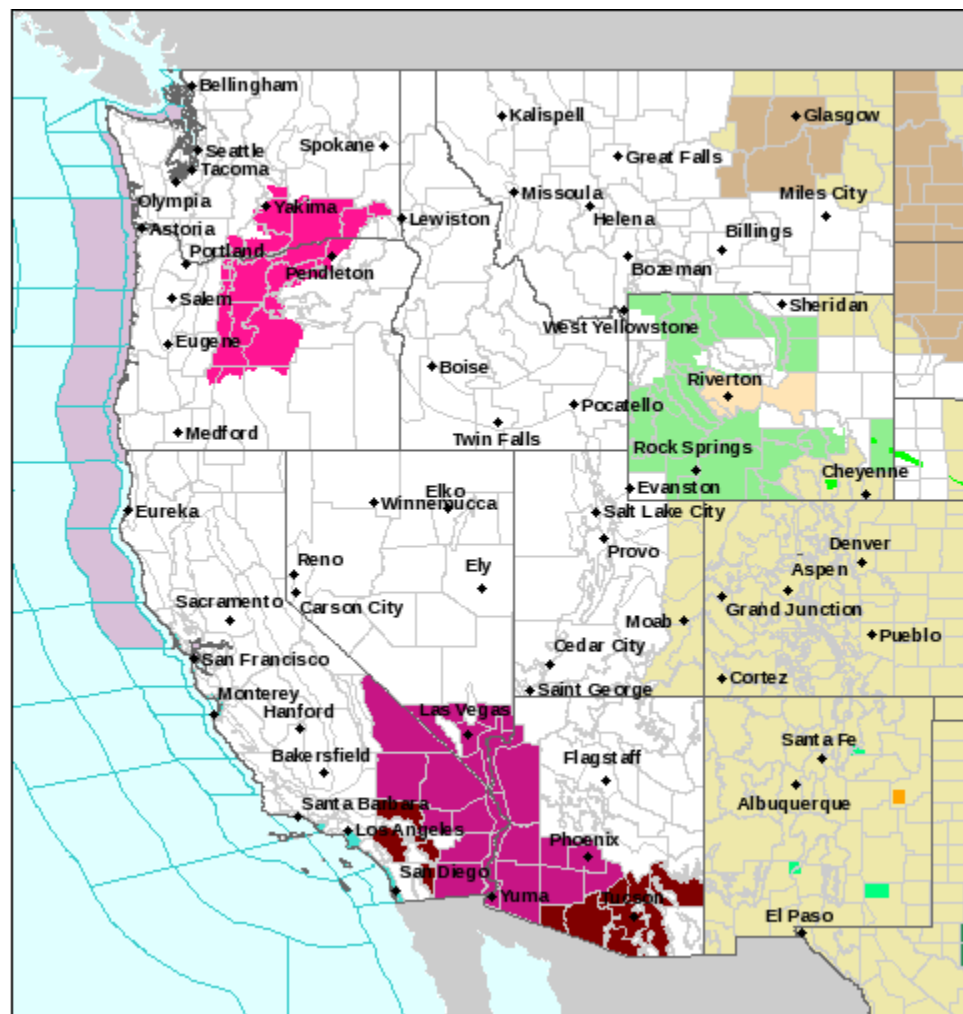 Bellingham
Kalispell
Glasgow
Seattle
Spokane
Great Falls
Tacoma
Missoula
Miles City
Olympia
Yakima
Lewiston
Helena
Astoria
Billings
Portland
Pendleton
Bozeman
Salem
Sheridan
West Yellowstone
Eugene
Boise
Riverton
Pocatello
Medford
Twin Falls
Rock Springs
Cheyenne
Evanston
Elko
Winnemucca
Eureka
Salt Lake City
Denver
Provo
Reno
Ely
Aspen
Sacramento
Carson City
Grand Junction
Moab
Pueblo
San Francisco
Cedar City
Cortez
Saint George
Monterey
Hanford
Las Vegas
Santa Fe
Bakersfield
Flagstaff
Albuquerque
Santa Barbara
Los Angeles
Phoenix
San Diego
Yuma
Tucson
El Paso